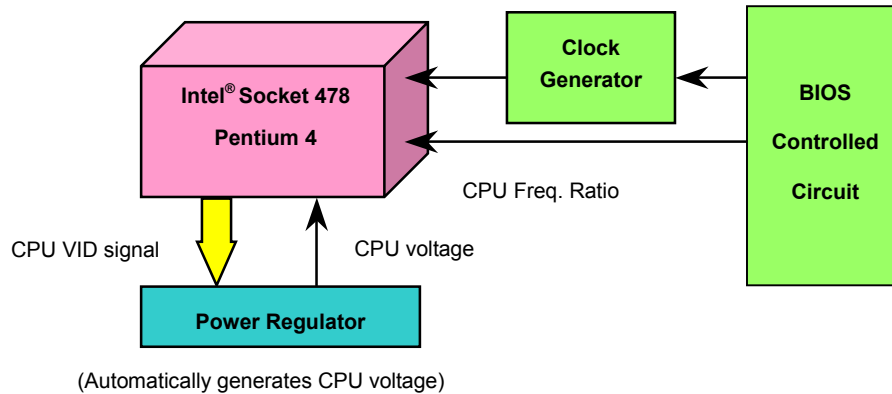 Intel® Socket 478
Pentium 4
Clock
Generator
BIOS
Controlled
Circuit
CPU Freq. Ratio
CPU VID signal
CPU voltage
Power Regulator
(Automatically generates CPU voltage)